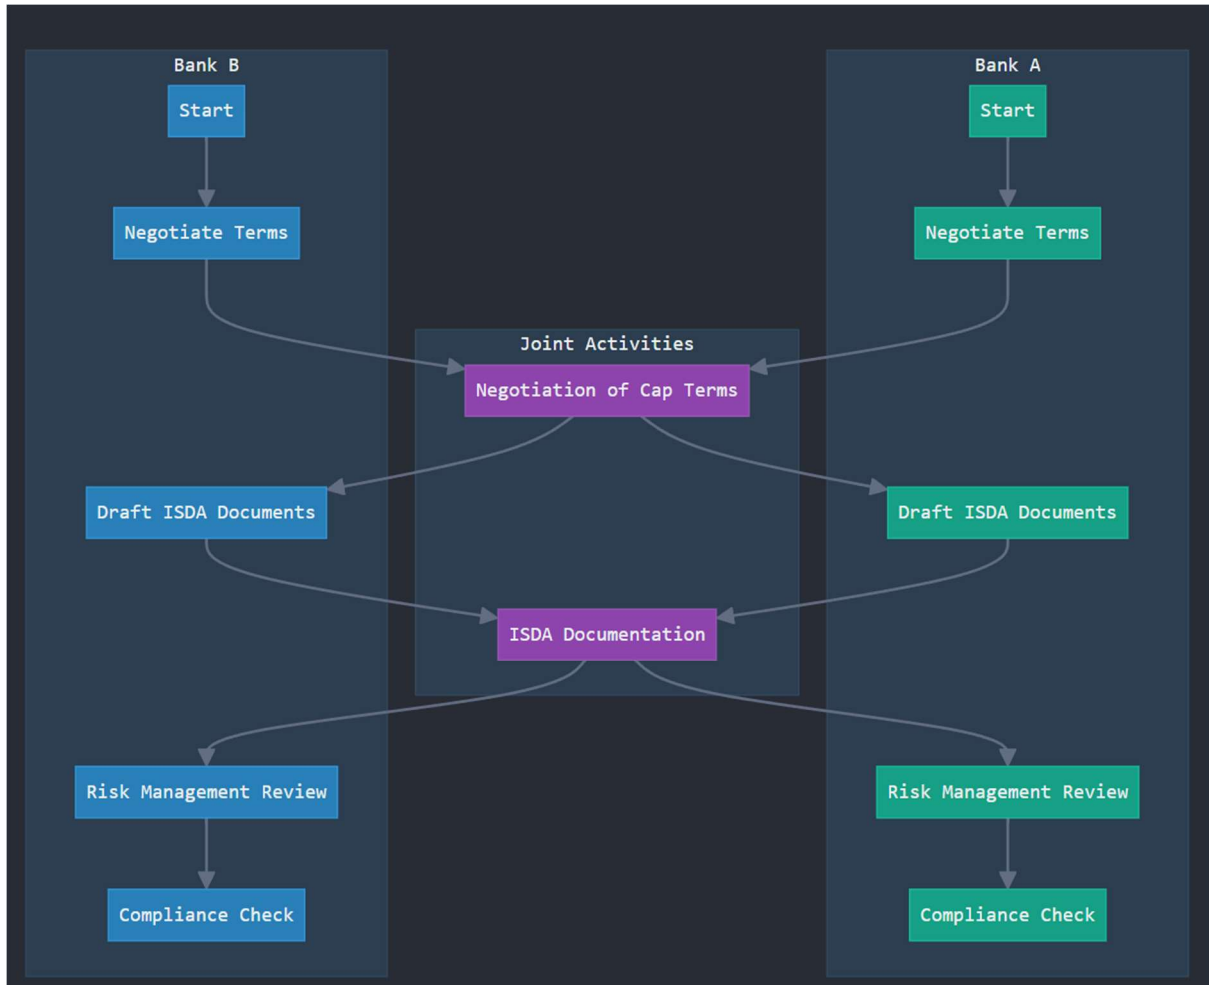 Bank B
Bank A
Start
Start
Negotiate Terms
Negotiate Terms
Joint Activities
Negotiation of Cap Terms
Draft ISDA Documents
Draft ISDA Documents
ISDA Documentation
Risk Management Review
Risk Management Review
Compliance Check
Compliance Check